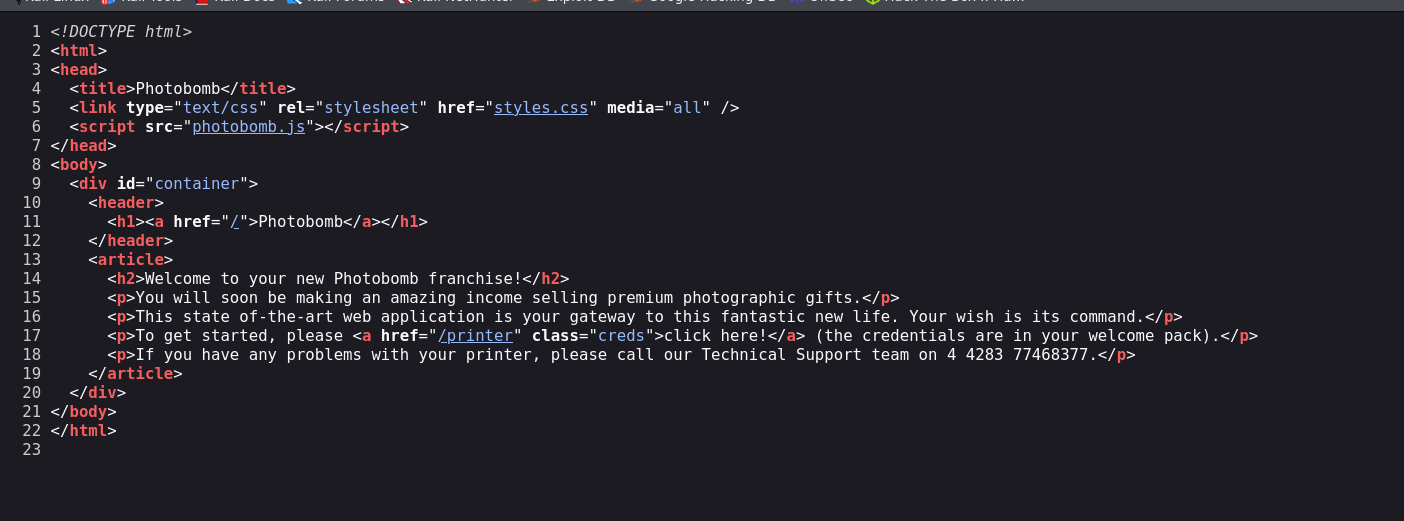 Kali Linux Kali Tools Kali Docs Kali Forums Kali NetHunter Exploit-DB Google Hacking DB OffSec
1 <!DOCTYPE html>
2 <html>
3 <head>
4   <title>Photobomb</title>
5   <link type="text/css" rel="stylesheet" href="styles.css" media="all" />
6   <script src="photobomb.js"></script>
7 </head>
8 <body>
9   <div id="container">
10     <header>
11       <h1><a href="/">Photobomb</a></h1>
12     </header>
13     <article>
14       <h2>Welcome to your new Photobomb franchise!</h2>
15       <p>You will soon be making an amazing income selling premium photographic gifts.</p>
16       <p>This state of-the-art web application is your gateway to this fantastic new life. Your wish is its command.</p>
17       <p>To get started, please <a href="/printer" class="creds">click here!</a> (the credentials are in your welcome pack).</p>
18       <p>If you have any problems with your printer, please call our Technical Support team on 4 4283 77468377.</p>
19     </article>
20   </div>
21 </body>
22 </html>
23